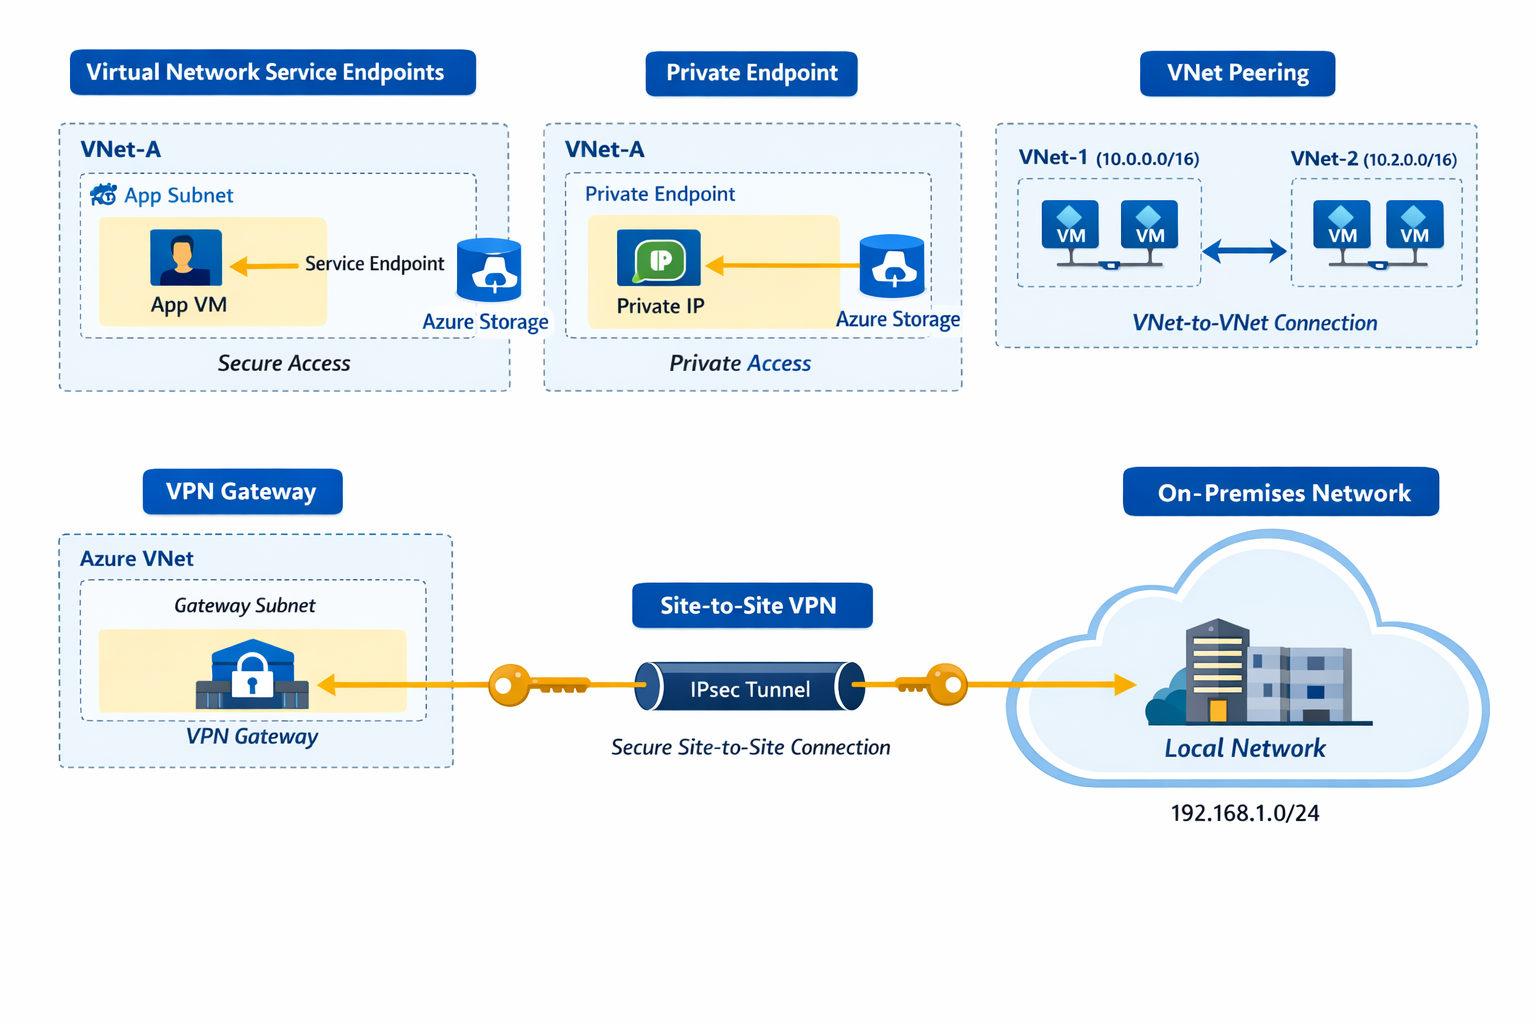 Virtual Network Service Endpoints
VNet-A
App Subnet
App VM
Service Endpoint
Azure Storage
Secure Access
Private Endpoint
VNet-A
Private Endpoint
IP
Private IP
Azure Storage
Private Access
VNet Peering
VNet-1 (10.0.0.0/16)
VM
VM
VNet-2 (10.2.0.0/16)
VM
VM
VNet-to-VNet Connection
VPN Gateway
Azure VNet
Gateway Subnet
VPN Gateway
Site-to-Site VPN
IPsec Tunnel
Secure Site-to-Site Connection
On-Premises Network
Local Network
192.168.1.0/24